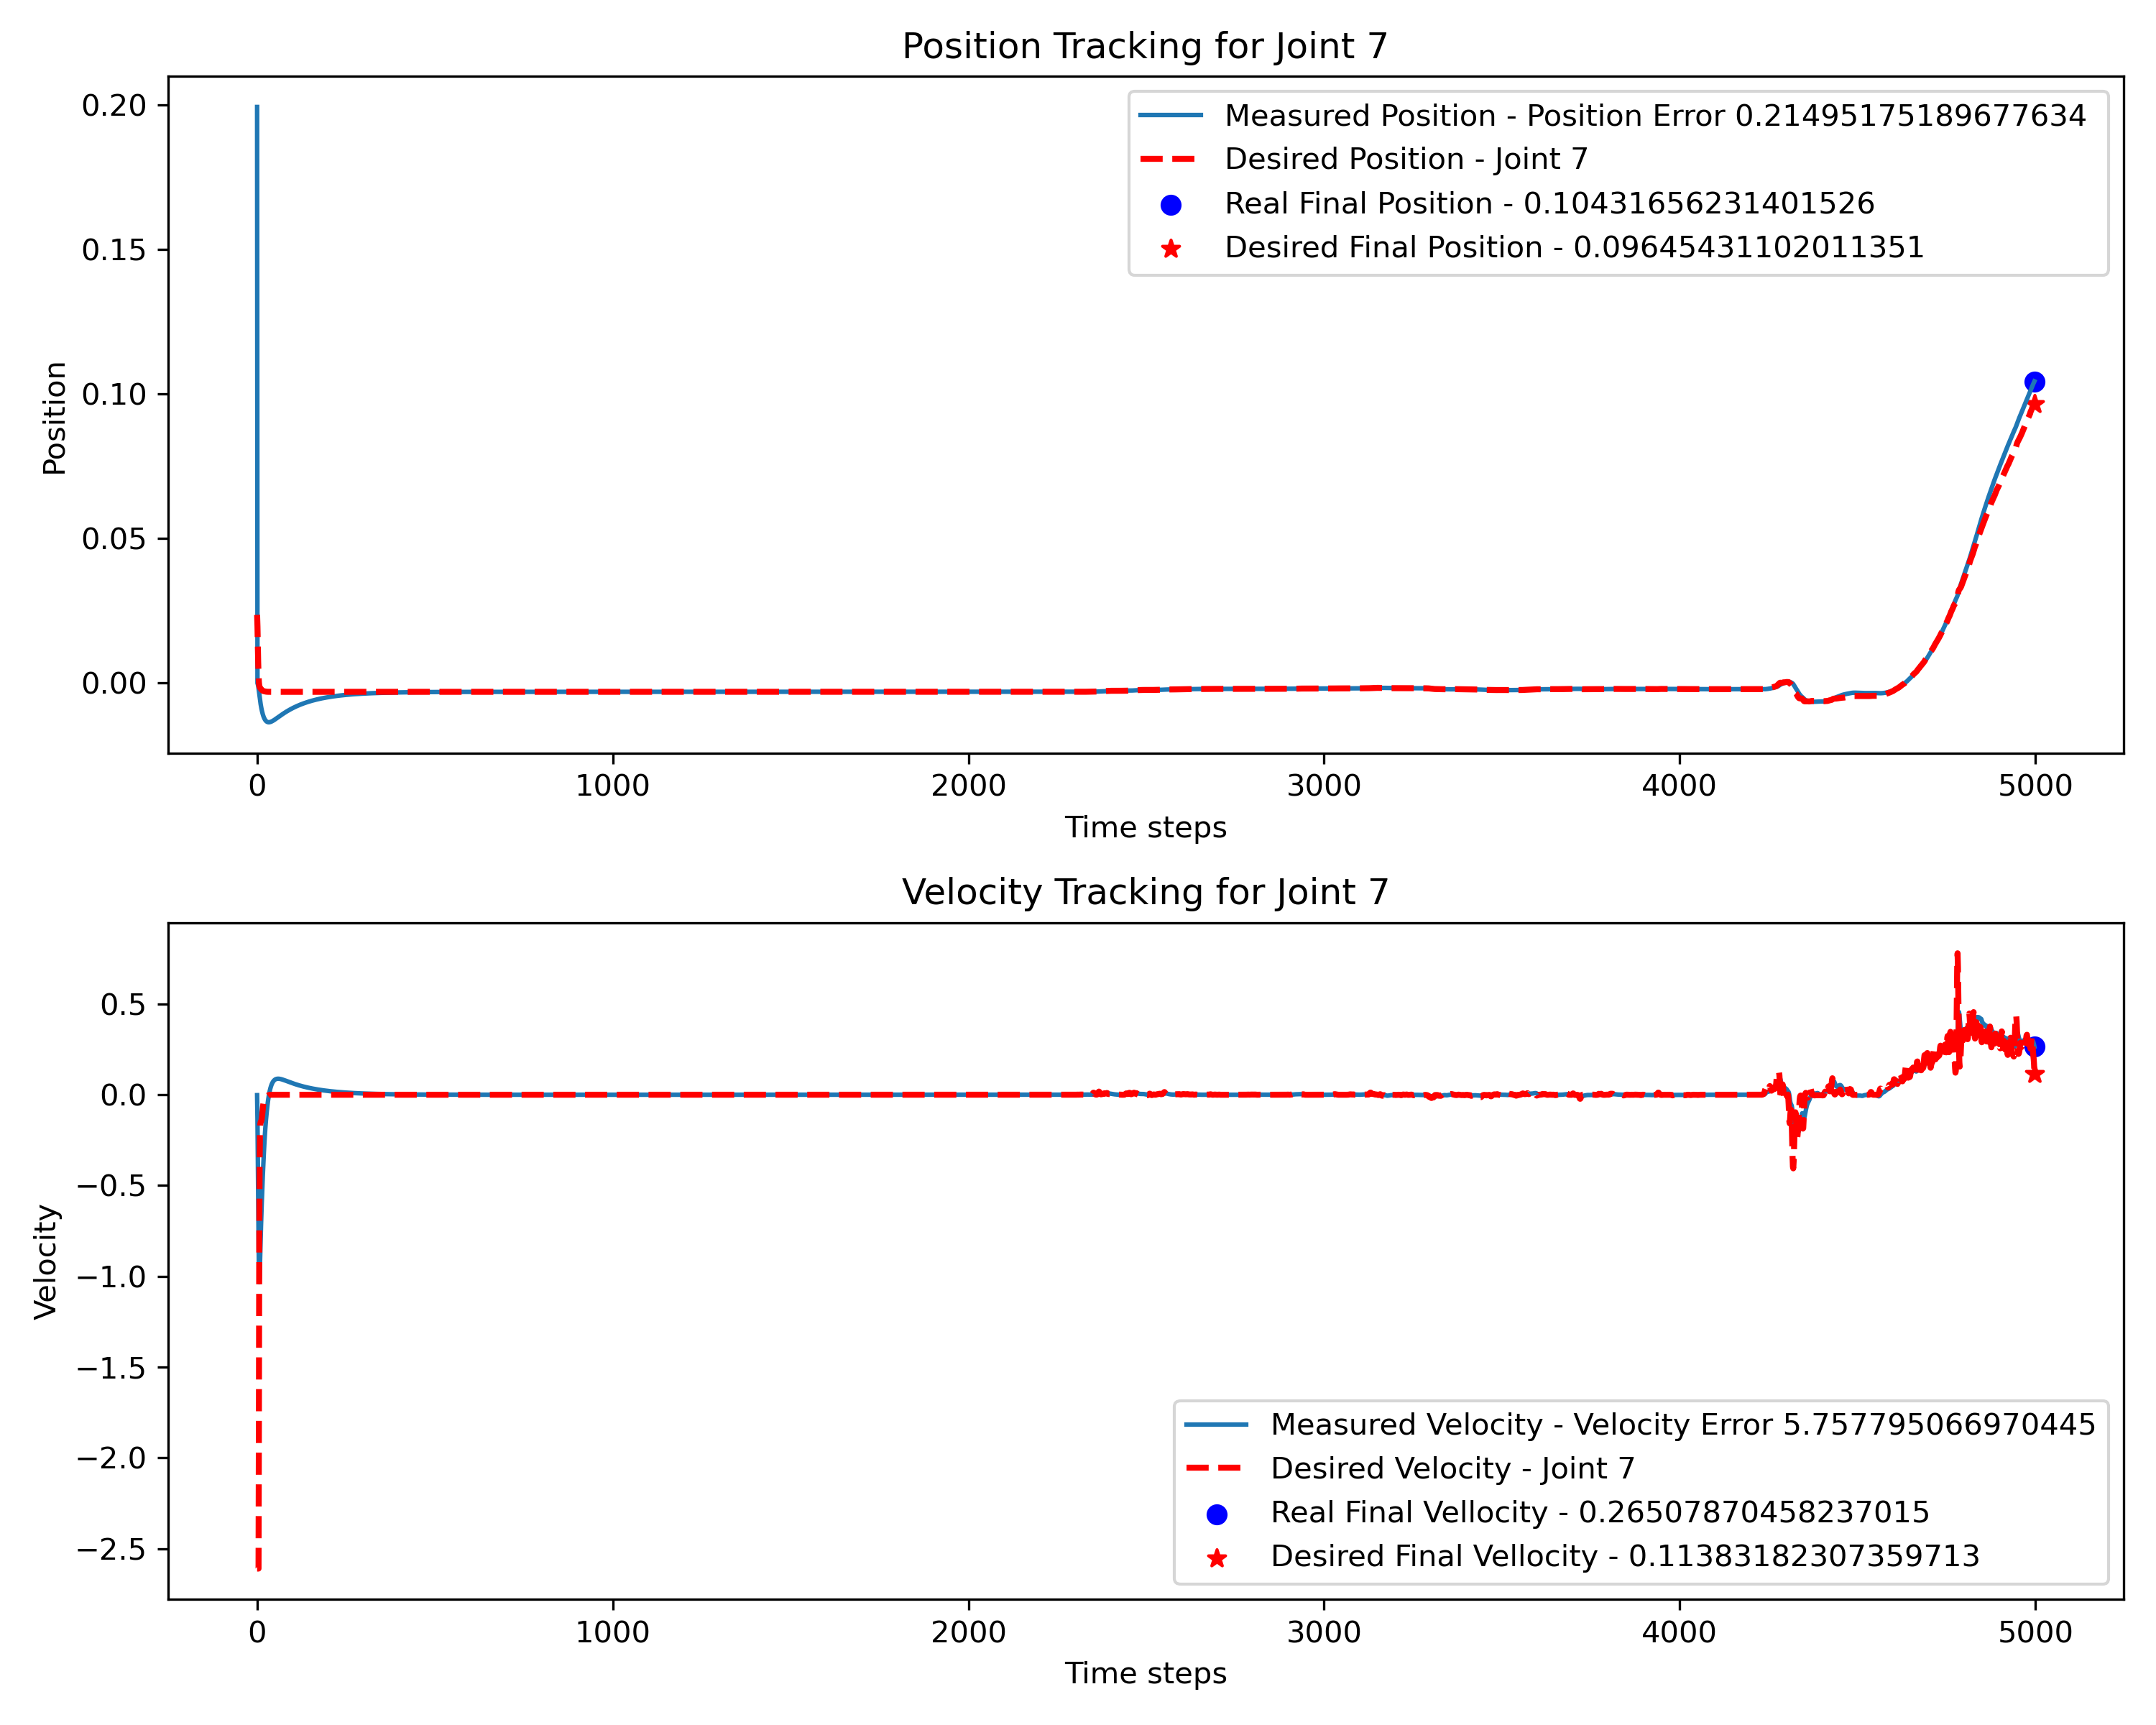 Position Tracking for Joint 7
0.20
0.15
0.10
0.05
0.00
Position
Measured Position - Position Error 0.21495175189677634
Desired Position - Joint 7
Real Final Position - 0.10431656231401526
Desired Final Position - 0.09645431102011351
0 1000 2000 3000 4000 5000
Time steps
Velocity Tracking for Joint 7
0.5
0.0
−0.5
−1.0
−1.5
−2.0
−2.5
Velocity
Measured Velocity - Velocity Error 5.757795066970445
Desired Velocity - Joint 7
Real Final Vellocity - 0.26507870458237015
Desired Final Vellocity - 0.11383182307359713
0 1000 2000 3000 4000 5000
Time steps